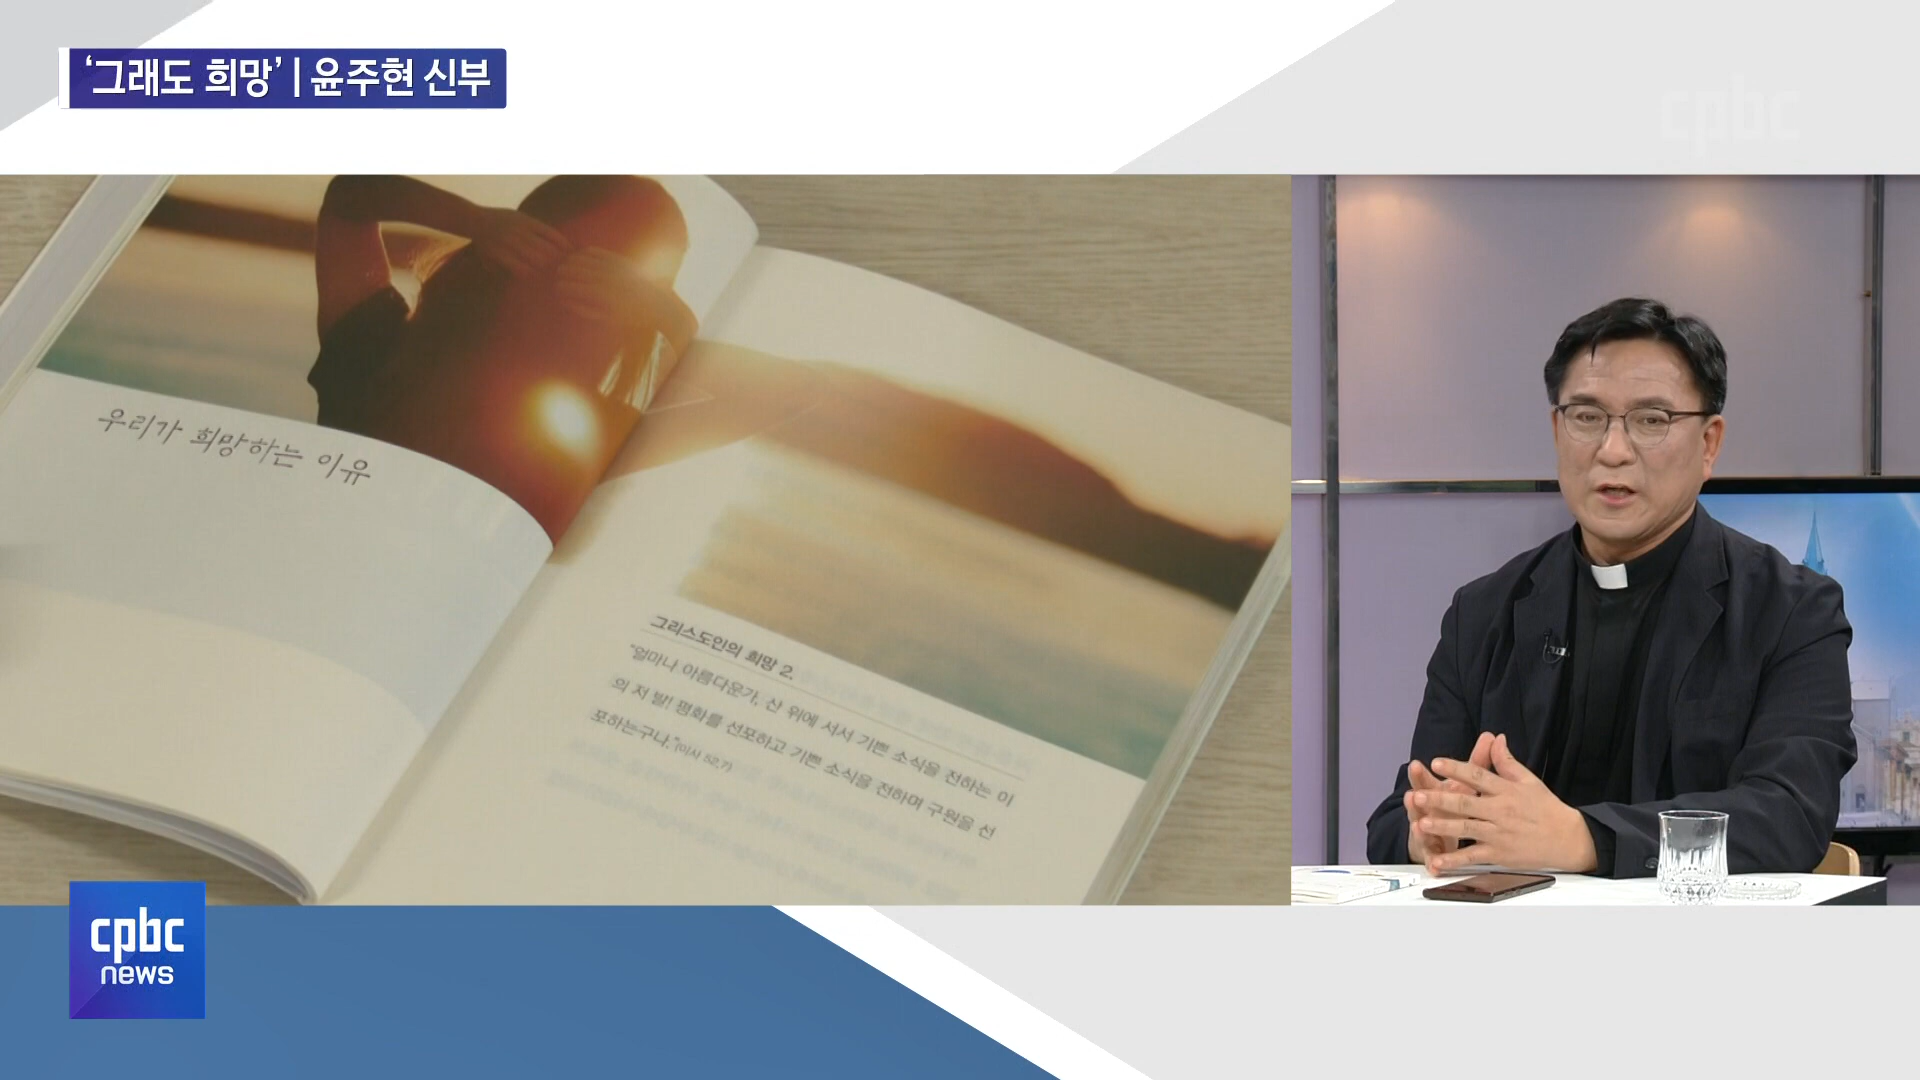 ‘그래도 희망’ | 윤주현 신부
cpbc
우리가 희망하는 이유
그리스도인의 희망 2.
“얼마나 아름다운가, 산 위에 서서 기쁜 소식을 전하는 이
의 저 발! 평화를 선포하고 기쁜 소식을 전하며 구원을 선
포하는구나.”(이사 52,7)
cpbc
news